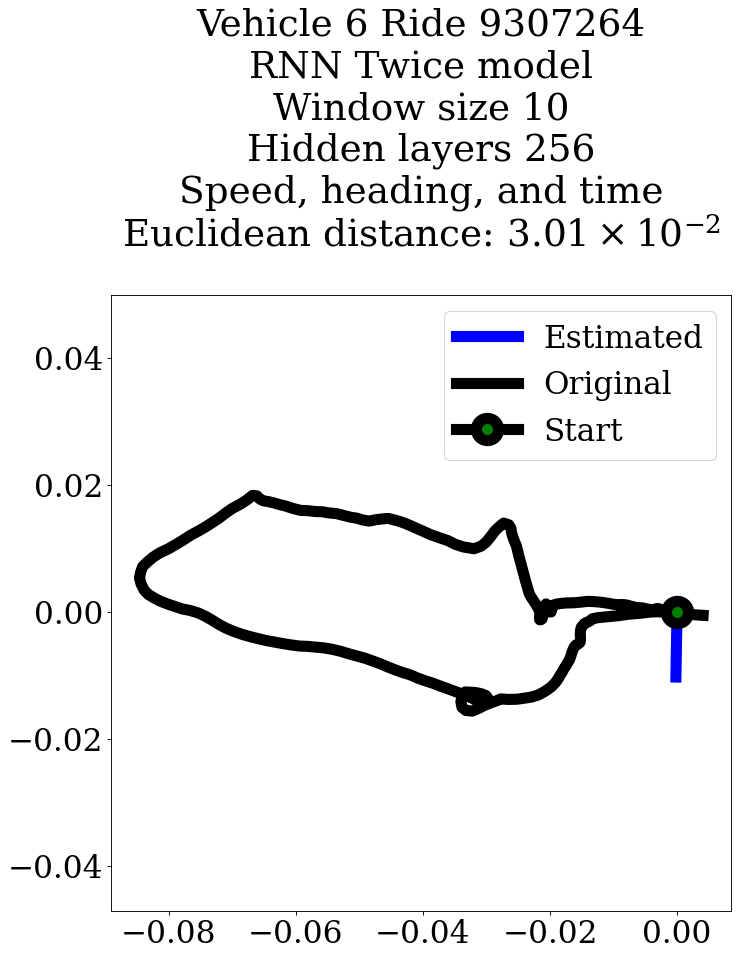 Vehicle 6 Ride 9307264
RNN Twice model
Window size 10
Hidden layers 256
Speed, heading, and time
Euclidean distance: 3.01 × 10⁻²
Estimated
Original
Start
0.04
0.02
0.00
−0.02
−0.04
−0.08
−0.06
−0.04
−0.02
0.00